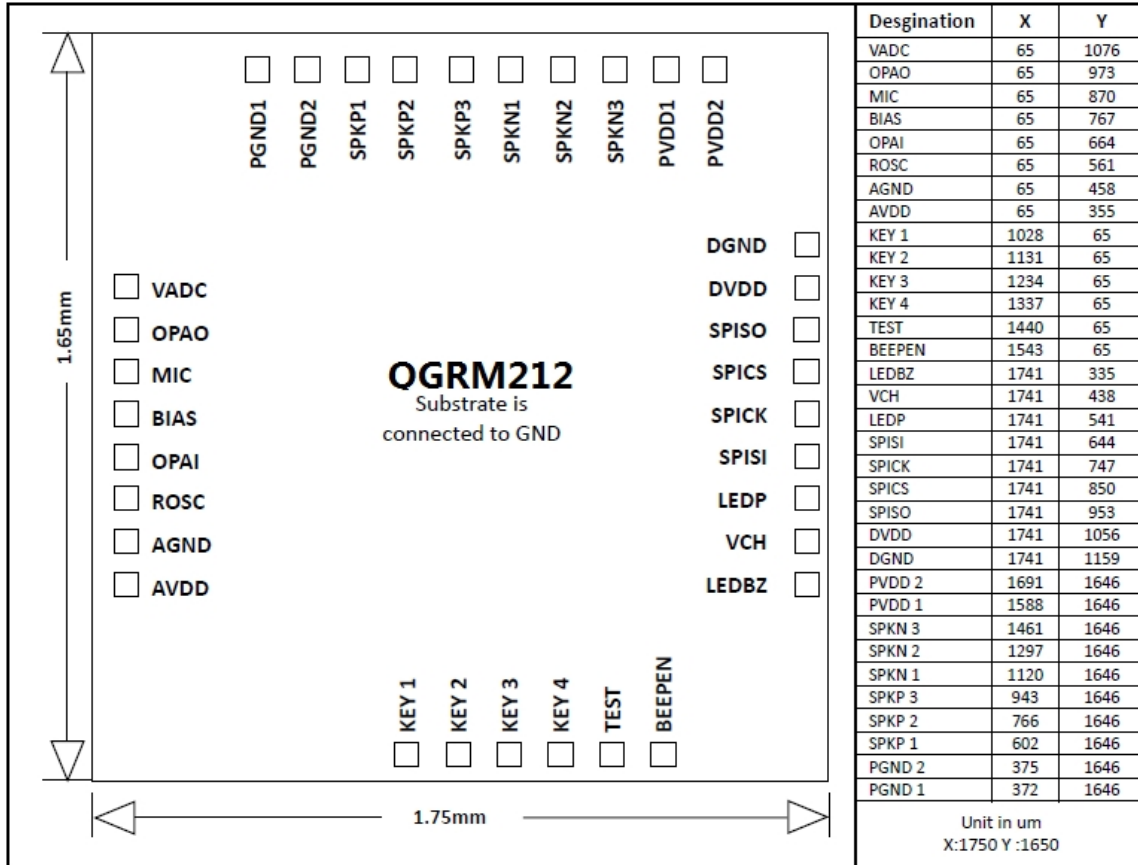 PGND1
PGND2
SPKP1
SPKP2
SPKP3
SPKN1
SPKN2
SPKN3
PVDD1
PVDD2
1.65mm
VADC
OPAO
MIC
BIAS
OPAI
ROSC
AGND
AVDD
QGRM212
Substrate is
connected to GND
DGND
DVDD
SPISO
SPICS
SPICK
SPISI
LEDP
VCH
LEDBZ
KEY 1
KEY 2
KEY 3
KEY 4
TEST
BEEPEN
1.75mm
Desgination X Y
VADC 65 1076
OPAO 65 973
MIC 65 870
BIAS 65 767
OPAI 65 664
ROSC 65 561
AGND 65 458
AVDD 65 355
KEY 1 1028 65
KEY 2 1131 65
KEY 3 1234 65
KEY 4 1337 65
TEST 1440 65
BEEPEN 1543 65
LEDBZ 1741 335
VCH 1741 438
LEDP 1741 541
SPISI 1741 644
SPICK 1741 747
SPICS 1741 850
SPISO 1741 953
DVDD 1741 1056
DGND 1741 1159
PVDD 2 1691 1646
PVDD 1 1588 1646
SPKN 3 1461 1646
SPKN 2 1297 1646
SPKN 1 1120 1646
SPKP 3 943 1646
SPKP 2 766 1646
SPKP 1 602 1646
PGND 2 375 1646
PGND 1 372 1646
Unit in um
X:1750 Y :1650